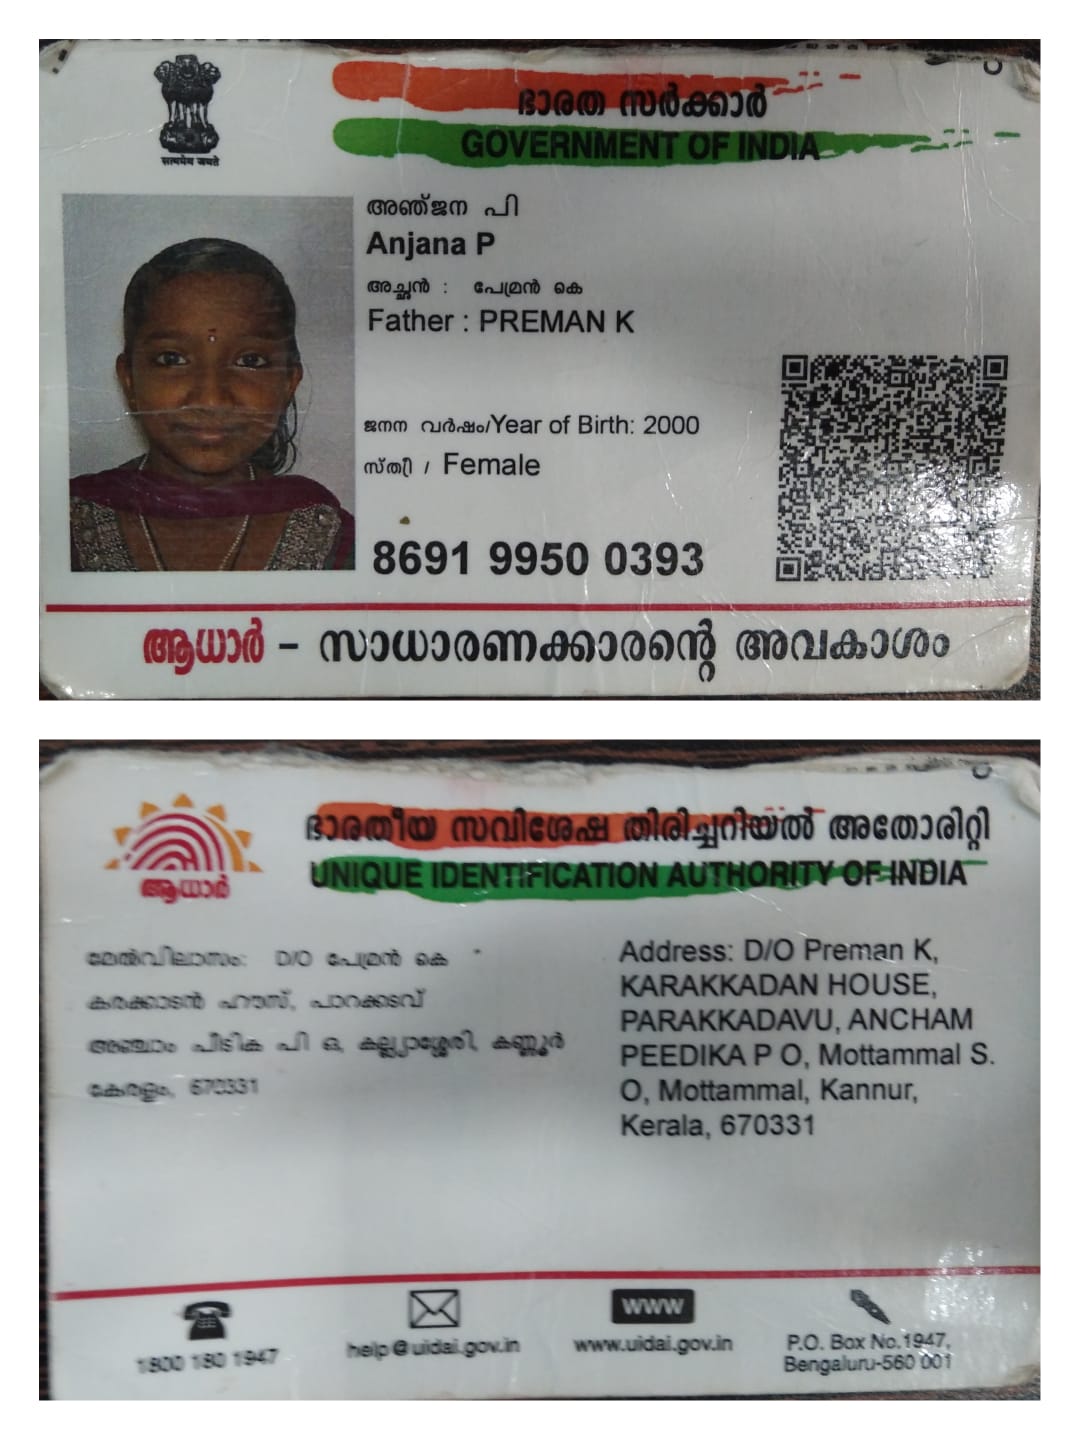 सत्यमेव जयते
ഭാരത സർക്കാർ
GOVERNMENT OF INDIA
അഞ്ജന പി
Anjana P
അച്ഛൻ : പ്രേമൻ കെ
Father : PREMAN K
ജനന വർഷം/Year of Birth: 2000
സ്ത്രീ / Female
8691 9950 0393
ആധാർ – സാധാരണക്കാരന്റെ അവകാശം
ആധാർ
ഭാരതീയ സവിശേഷ തിരിച്ചറിയൽ അതോരിറ്റി
UNIQUE IDENTIFICATION AUTHORITY OF INDIA
മേൽവിലാസം: D/O പ്രേമൻ കെ
കരക്കാടൻ ഹൗസ്, പാറക്കടവ്
അഞ്ചാം പീടിക പി ഒ, കല്ല്യാശ്ശേരി, കണ്ണൂർ
കേരളം, 670331
Address: D/O Preman K,
KARAKKADAN HOUSE,
PARAKKADAVU, ANCHAM
PEEDIKA P O, Mottammal S.
O, Mottammal, Kannur,
Kerala, 670331
1800 180 1947
help@uidai.gov.in
WWW
www.uidai.gov.in
P.O. Box No.1947,
Bengaluru-560 001